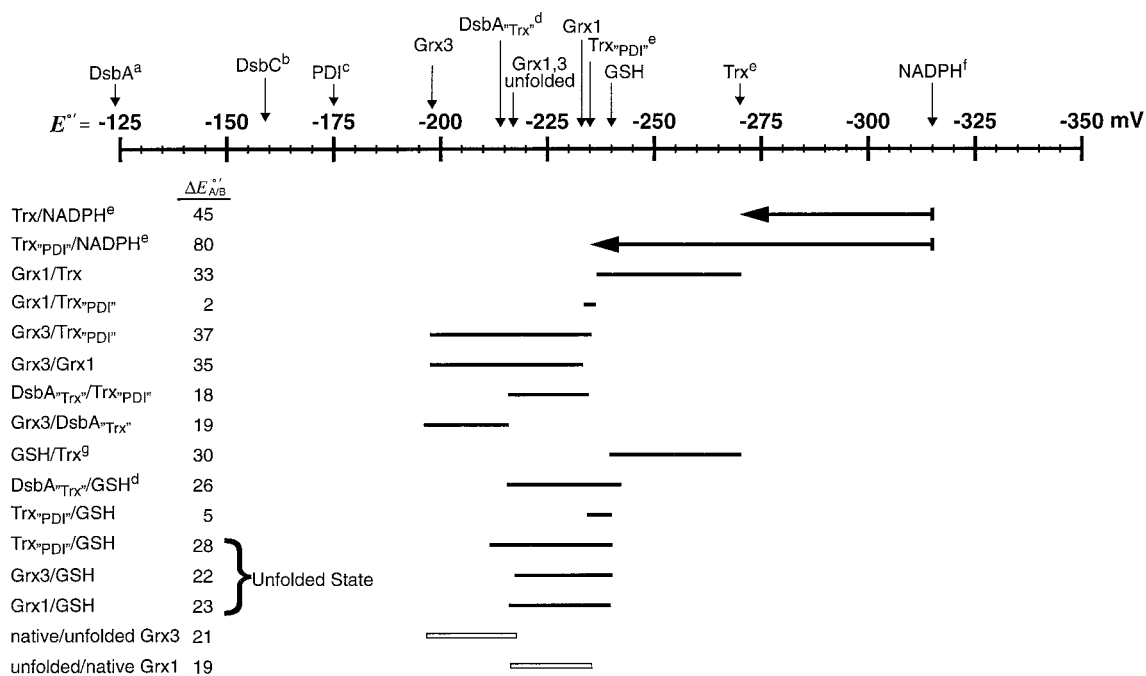 DsbA"Trx"d
Grx1
Grx3
Trx"PDI"e
DsbAa
DsbCb
PDIc
Grx1,3
unfolded
GSH
Trxe
NADPHf
E°' = -125 -150 -175 -200 -225 -250 -275 -300 -325 -350 mV
ΔE°'A/B
Trx/NADPHe 45
Trx"PDI"/NADPHe 80
Grx1/Trx 33
Grx1/Trx"PDI" 2
Grx3/Trx"PDI" 37
Grx3/Grx1 35
DsbA"Trx"/Trx"PDI" 18
Grx3/DsbA"Trx" 19
GSH/Trxg 30
DsbA"Trx"/GSHd 26
Trx"PDI"/GSH 5
Trx"PDI"/GSH 28
Grx3/GSH 22
Unfolded State
Grx1/GSH 23
native/unfolded Grx3 21
unfolded/native Grx1 19